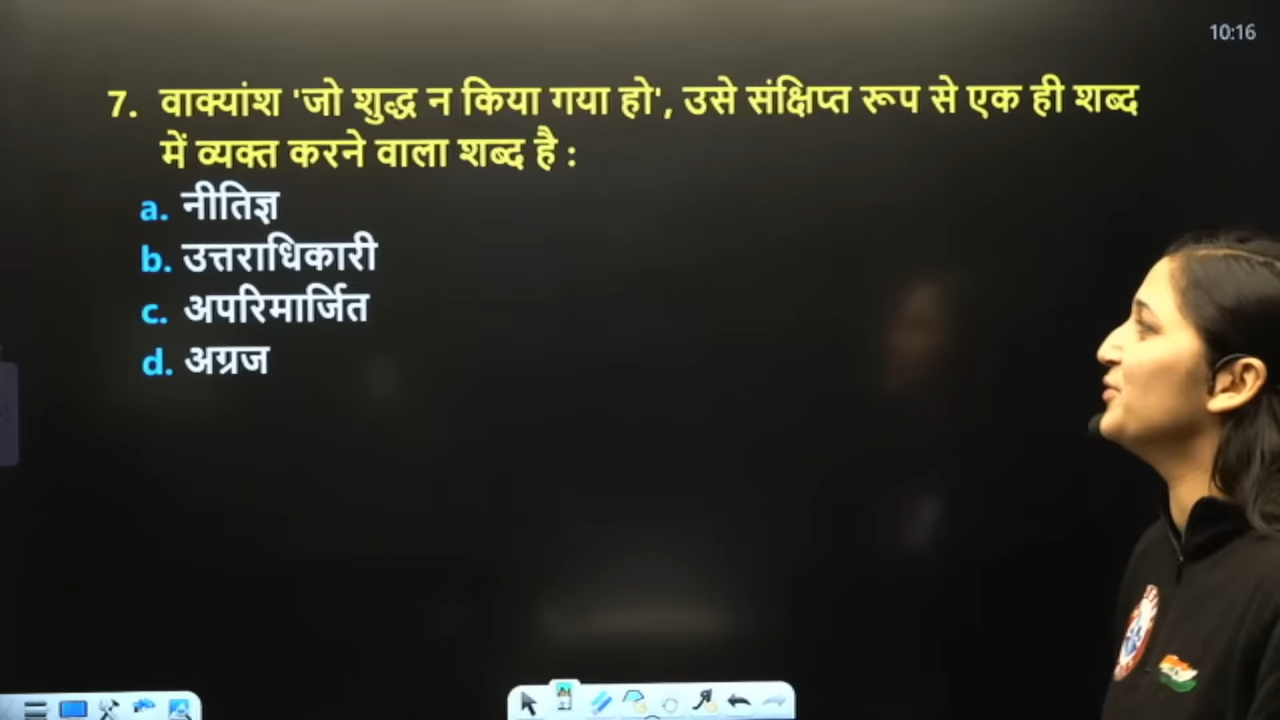 10:16
7. वाक्यांश 'जो शुद्ध न किया गया हो', उसे संक्षिप्त रूप से एक ही शब्द
में व्यक्त करने वाला शब्द है :
a. नीतिज्ञ
b. उत्तराधिकारी
c. अपरिमार्जित
d. अग्रज